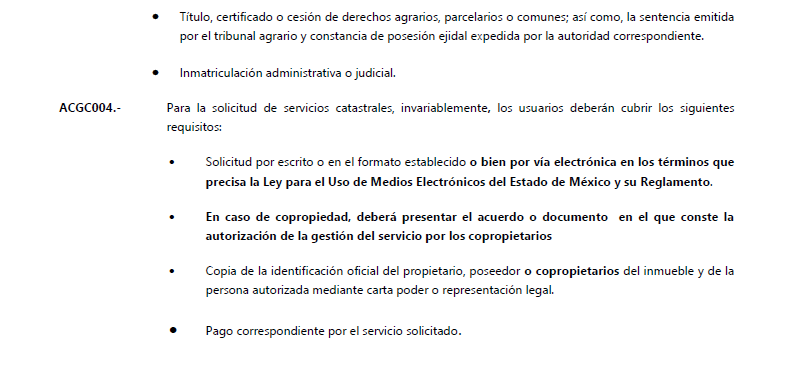 • Título, certificado o cesión de derechos agrarios, parcelarios o comunes; así como, la sentencia emitida
por el tribunal agrario y constancia de posesión ejidal expedida por la autoridad correspondiente.
• Inmatriculación administrativa o judicial.
ACGC004.- Para la solicitud de servicios catastrales, invariablemente, los usuarios deberán cubrir los siguientes
requisitos:
• Solicitud por escrito o en el formato establecido o bien por vía electrónica en los términos que
precisa la Ley para el Uso de Medios Electrónicos del Estado de México y su Reglamento.
• En caso de copropiedad, deberá presentar el acuerdo o documento en el que conste la
autorización de la gestión del servicio por los copropietarios
• Copia de la identificación oficial del propietario, poseedor o copropietarios del inmueble y de la
persona autorizada mediante carta poder o representación legal.
• Pago correspondiente por el servicio solicitado.